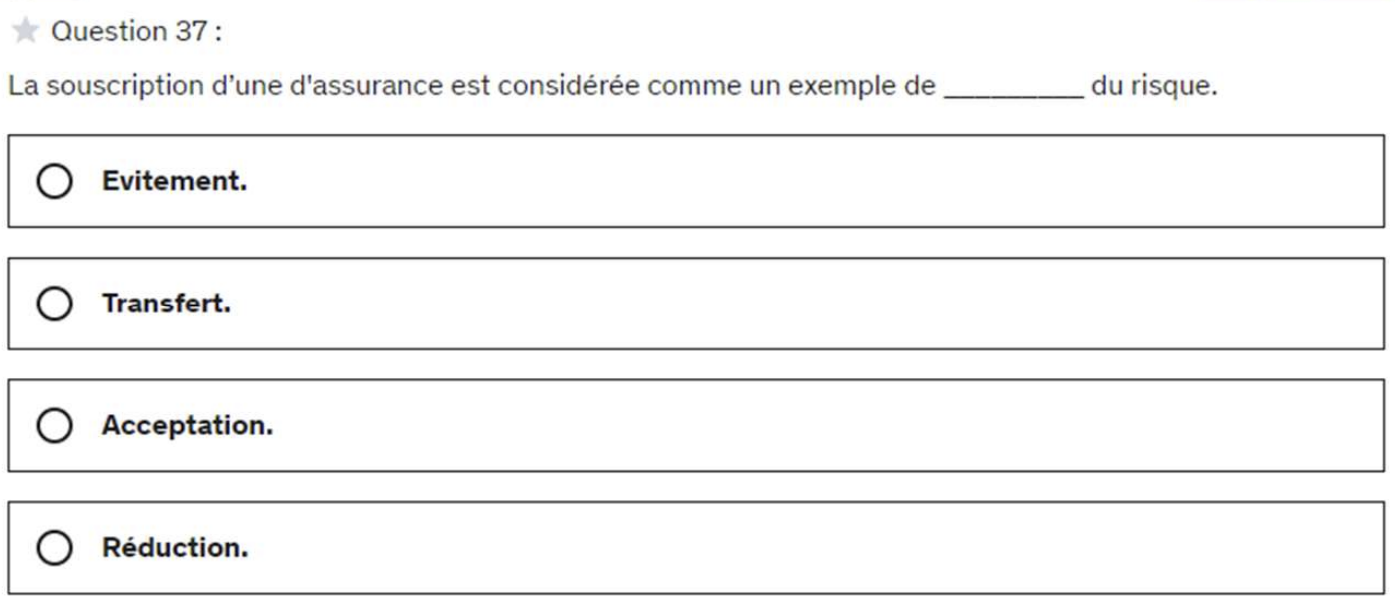 Question 37 :
La souscription d’une d'assurance est considérée comme un exemple de _________ du risque.
Evitement.
Transfert.
Acceptation.
Réduction.